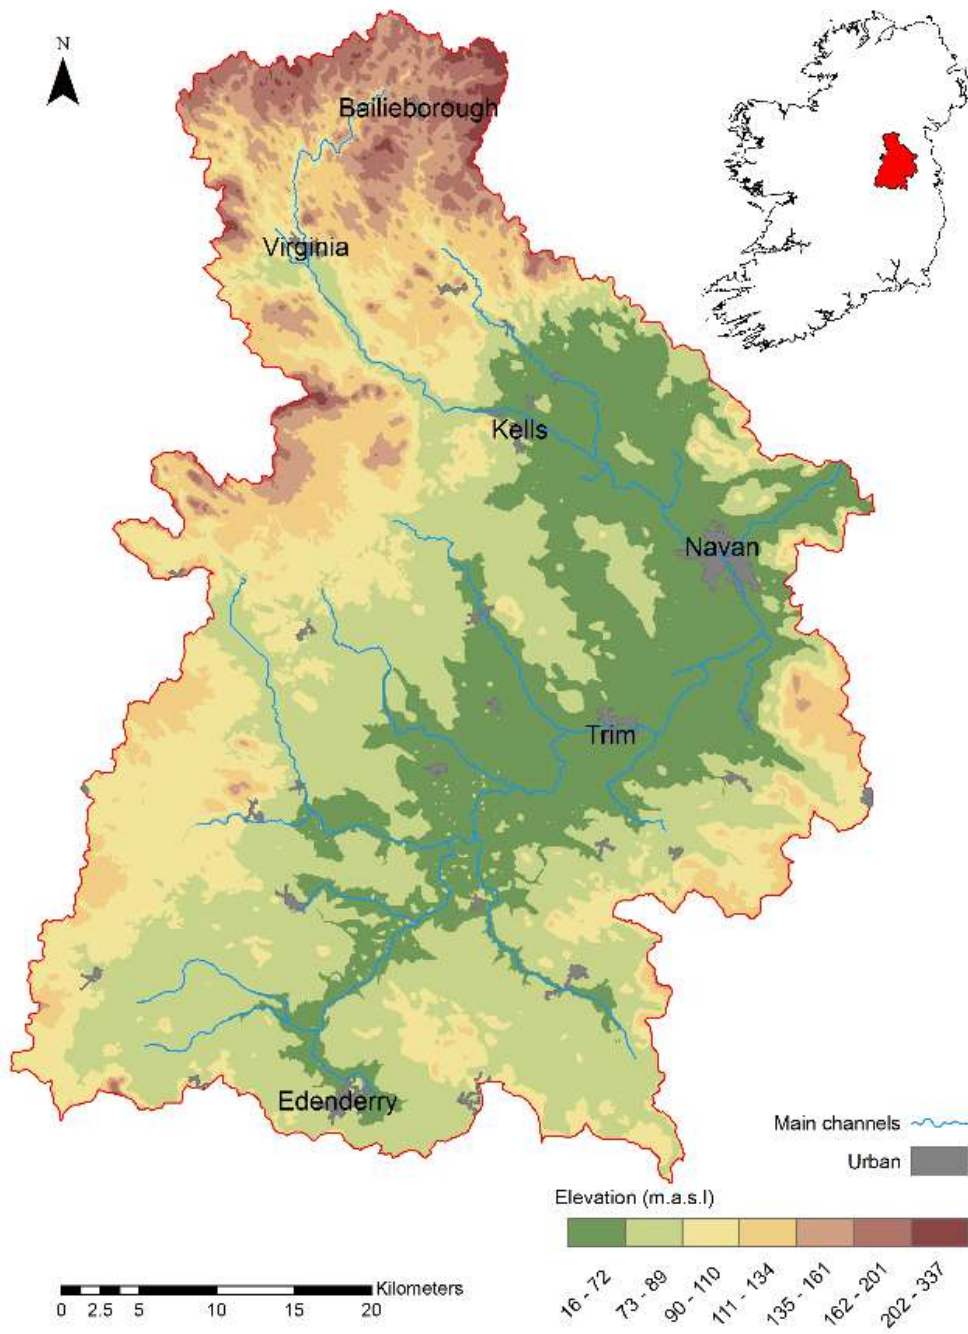 N
Bailieborough
Virginia
Kells
Navan
Trim
Edenderry
Main channels
Urban
Elevation (m.a.s.l)
16 - 72
73 - 89
90 - 110
111 - 134
135 - 161
162 - 201
202 - 337
Kilometers
0 2.5 5 10 15 20